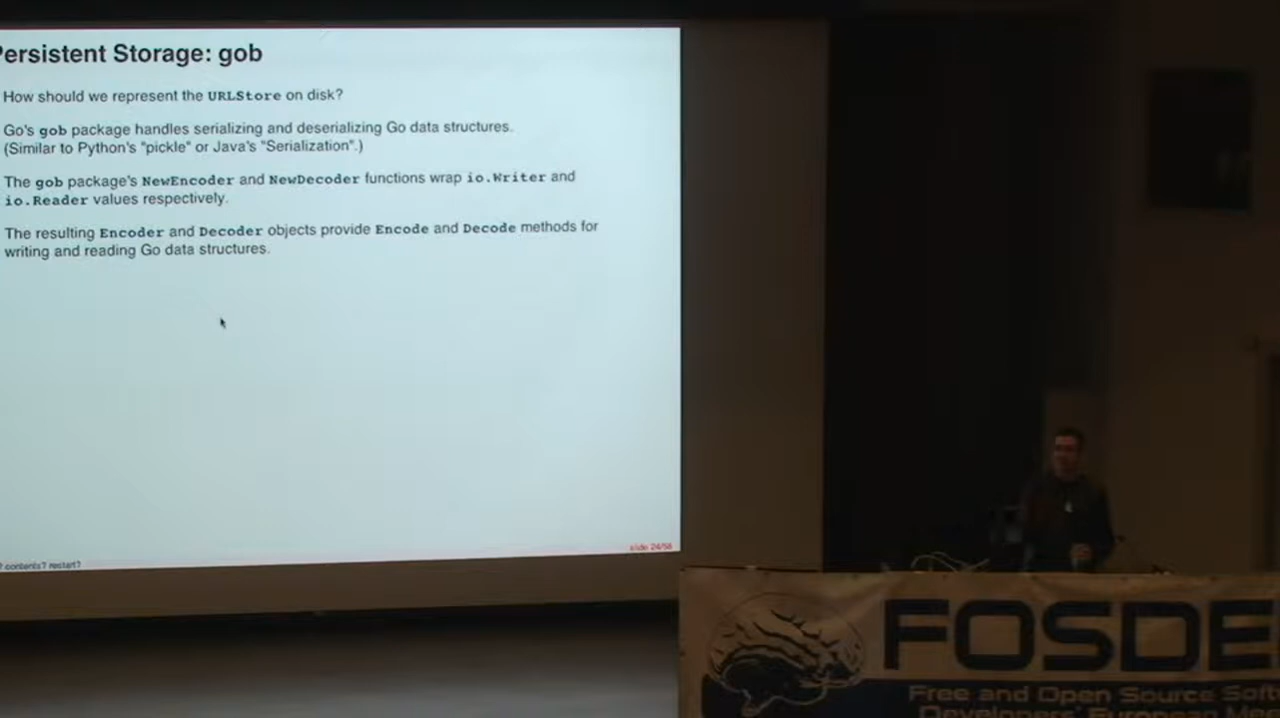 ersistent Storage: gob
How should we represent the URLStore on disk?
Go's gob package handles serializing and deserializing Go data structures.
(Similar to Python's "pickle" or Java's "Serialization".)
The gob package's NewEncoder and NewDecoder functions wrap io.Writer and
io.Reader values respectively.
The resulting Encoder and Decoder objects provide Encode and Decode methods for
writing and reading Go data structures.
slide 24/56
contents? restart?
FOSDE
Free and Open Source Soft
Developers' European Mee